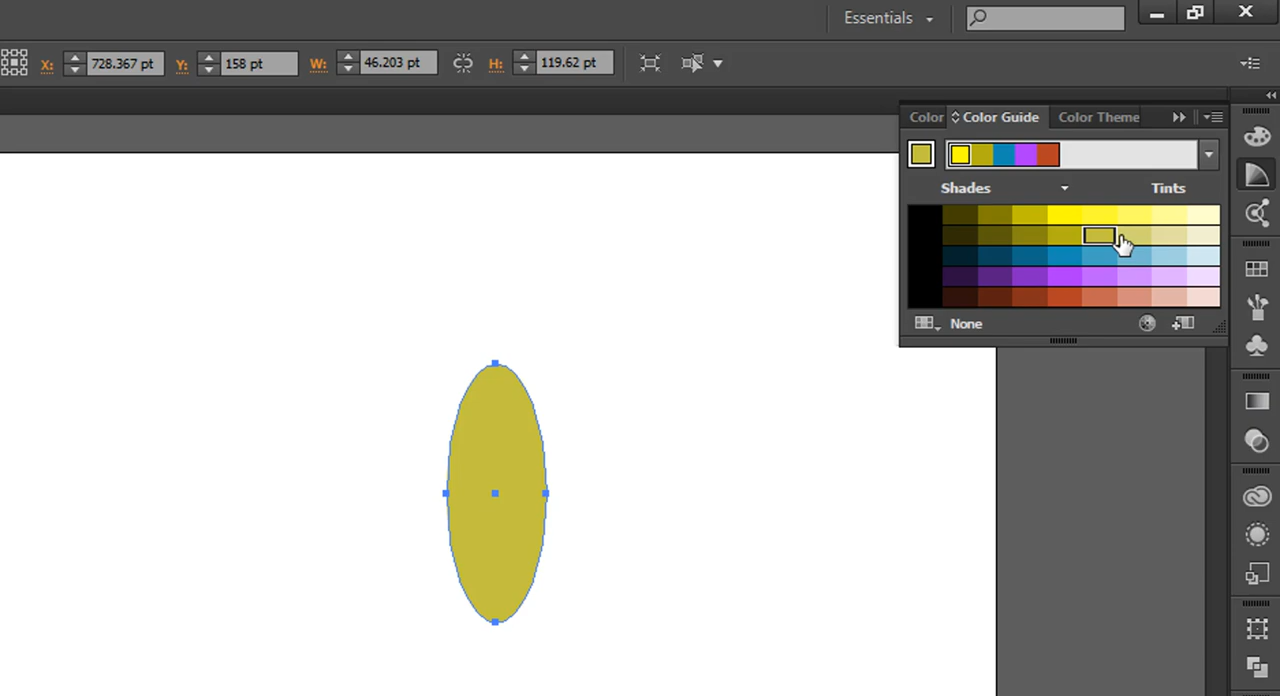 Essentials
X: 728.367 pt Y: 158 pt W: 46.203 pt H: 119.62 pt
Color Color Guide Color Theme
Shades Tints
None